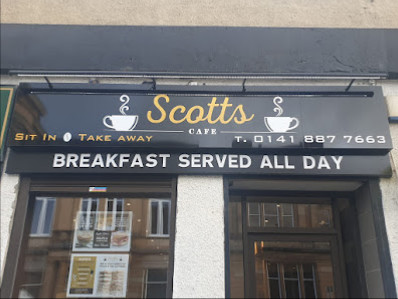 Scotts
CAFE
SIT IN TAKE AWAY T. 0141 887 7663
BREAKFAST SERVED ALL DAY